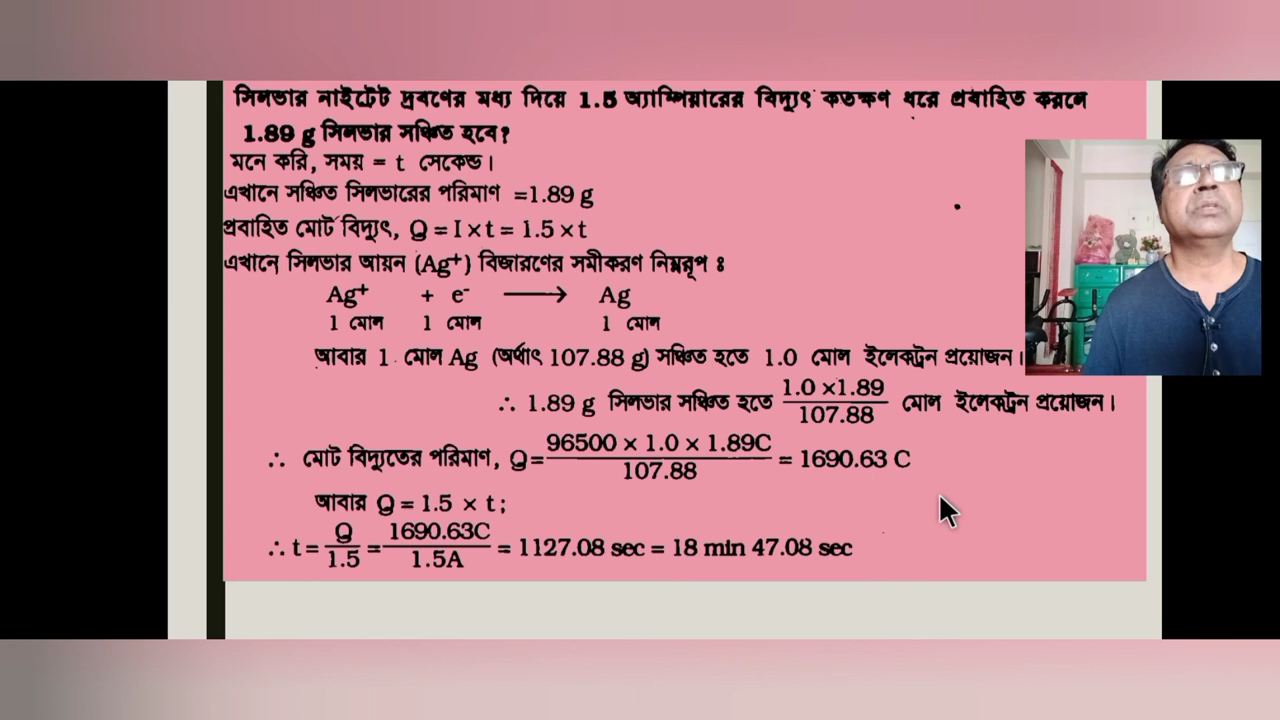 সিলভার নাইট্রেট দ্রবণের মধ্য দিয়ে 1.5 অ্যাম্পিয়ারের বিদ্যুৎ কতক্ষণ ধরে প্রবাহিত করলে
1.89 g সিলভার সঞ্চিত হবে?
মনে করি, সময় = t সেকেন্ড।
এখানে সঞ্চিত সিলভারের পরিমাণ =1.89 g
প্রবাহিত মোট বিদ্যুৎ, Q = I × t = 1.5 × t
এখানে সিলভার আয়ন (Ag⁺) বিজারণের সমীকরণ নিম্নরূপ ঃ
Ag⁺ + e⁻ ⟶ Ag
1 মোল 1 মোল 1 মোল
আবার 1 মোল Ag (অর্থাৎ 107.88 g) সঞ্চিত হতে 1.0 মোল ইলেকট্রন প্রয়োজন।
∴ 1.89 g সিলভার সঞ্চিত হতে (1.0 ×1.89)/107.88 মোল ইলেকট্রন প্রয়োজন।
∴ মোট বিদ্যুতের পরিমাণ, Q = (96500 × 1.0 × 1.89C)/107.88 = 1690.63 C
আবার Q = 1.5 × t;
∴ t = Q/1.5 = 1690.63C/1.5A = 1127.08 sec = 18 min 47.08 sec